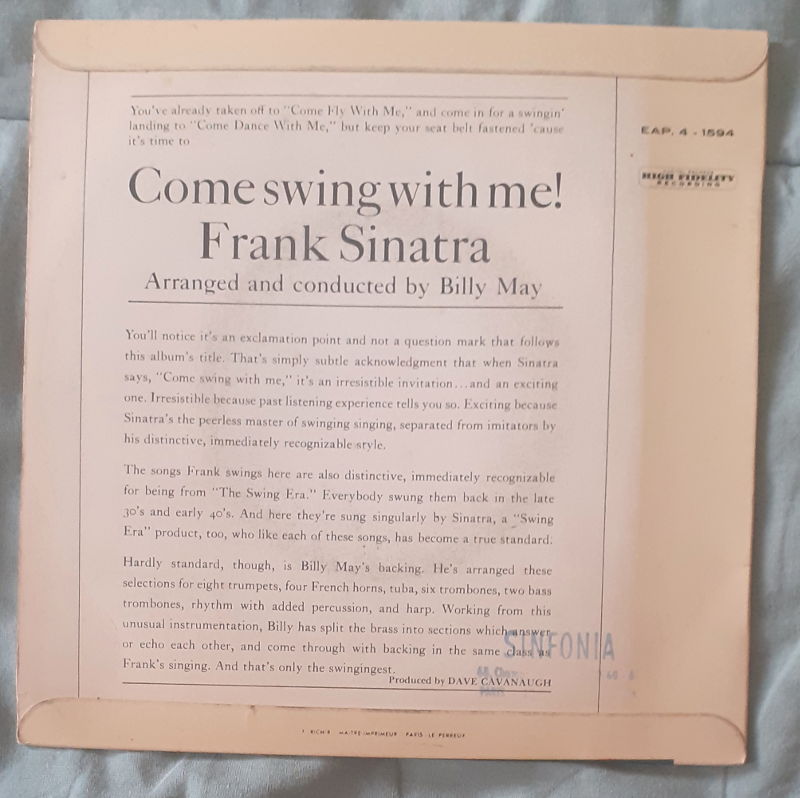 You've already taken off to "Come Fly With Me," and come in for a swingin'
landing to "Come Dance With Me," but keep your seat belt fastened 'cause
it's time to
EAP. 4 - 1594
HIGH FIDELITY
RECORDING
Come swing with me!
Frank Sinatra
Arranged and conducted by Billy May
You'll notice it's an exclamation point and not a question mark that follows
this album's title. That's simply subtle acknowledgment that when Sinatra
says, "Come swing with me," it's an irresistible invitation...and an exciting
one. Irresistible because past listening experience tells you so. Exciting because
Sinatra's the peerless master of swinging singing, separated from imitators by
his distinctive, immediately recognizable style.
The songs Frank swings here are also distinctive, immediately recognizable
for being from "The Swing Era." Everybody swung them back in the late
30's and early 40's. And here they're sung singularly by Sinatra, a "Swing
Era" product, too, who like each of these songs, has become a true standard.
Hardly standard, though, is Billy May's backing. He's arranged these
selections for eight trumpets, four French horns, tuba, six trombones, two bass
trombones, rhythm with added percussion, and harp. Working from this
unusual instrumentation, Billy has split the brass into sections which answer
or echo each other, and come through with backing in the same class as
Frank's singing. And that's only the swingingest.
SINFONIA
68,
PARIS
Produced by DAVE CAVANAUGH
MAITRE-IMPRIMEUR PARIS-LE PERREUX